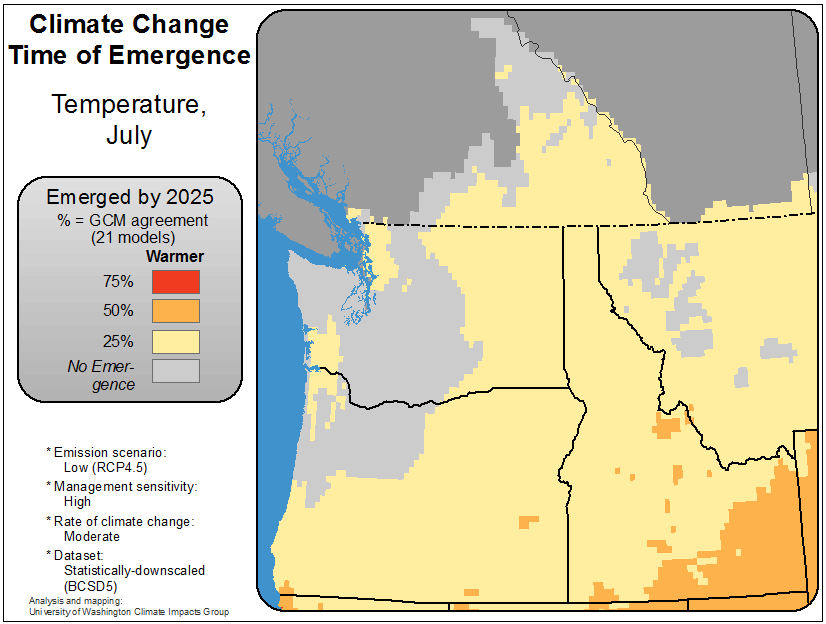 Climate Change
Time of Emergence
Temperature,
July
Emerged by 2025
% = GCM agreement
(21 models)
Warmer
75%
50%
25%
No Emer-
gence
* Emission scenario:
Low (RCP4.5)
* Management sensitivity:
High
* Rate of climate change:
Moderate
* Dataset:
Statistically-downscaled
(BCSD5)
Analysis and mapping:
University of Washington Climate Impacts Group